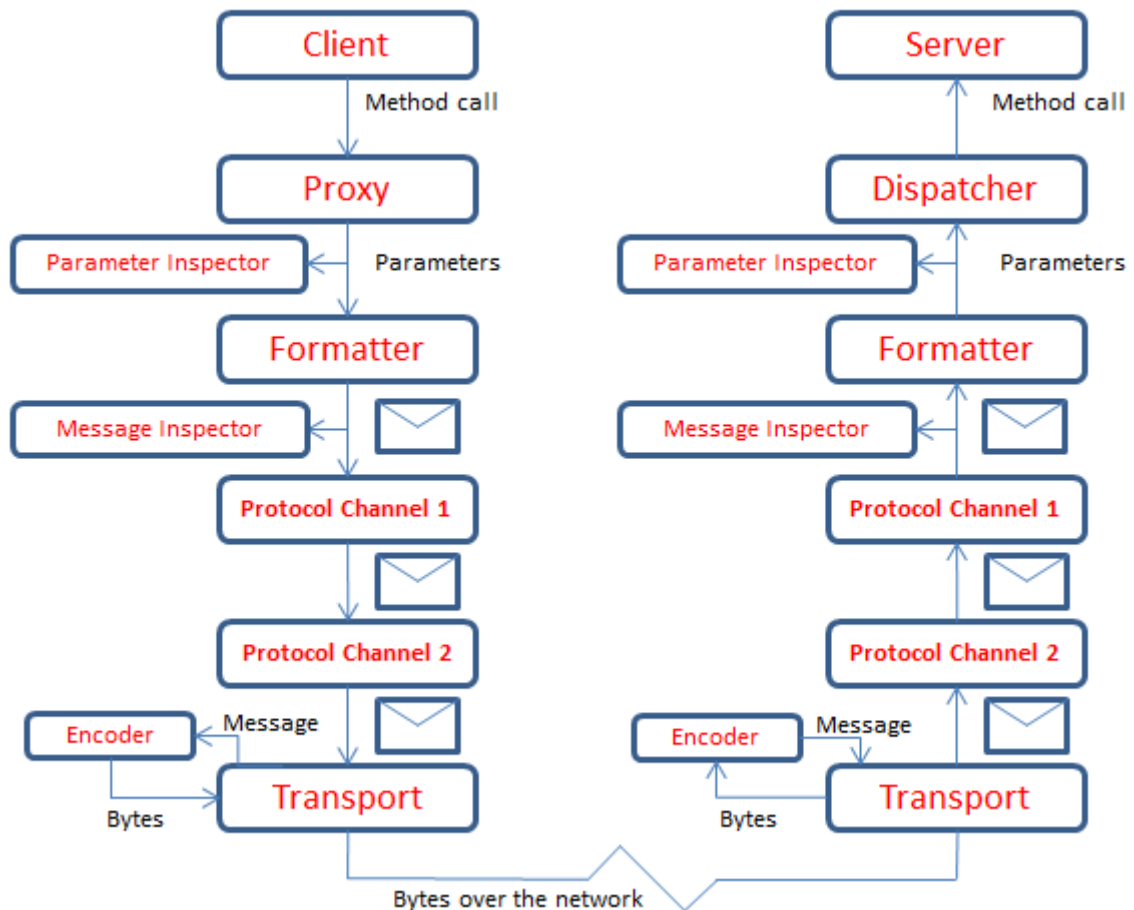 Client
Server
Method call
Method call
Proxy
Dispatcher
Parameter Inspector
Parameters
Parameter Inspector
Parameters
Formatter
Formatter
Message Inspector
Message Inspector
Protocol Channel 1
Protocol Channel 1
Protocol Channel 2
Protocol Channel 2
Encoder
Message
Encoder
Message
Transport
Transport
Bytes
Bytes
Bytes over the network